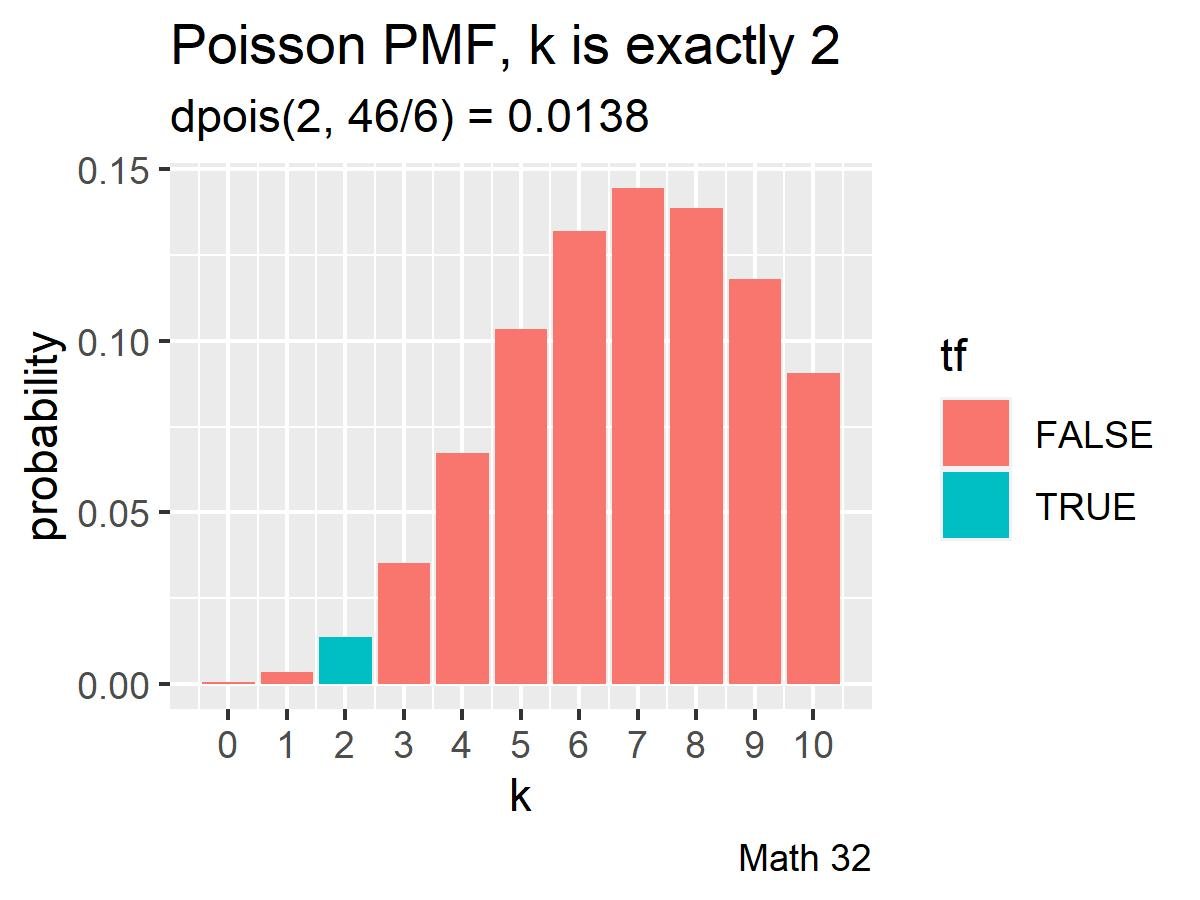 Poisson PMF, k is exactly 2
dpois(2, 46/6) = 0.0138
0.15
0.10
0.05
0.00
probability
0 1 2 3 4 5 6 7 8 9 10
k
tf
FALSE
TRUE
Math 32